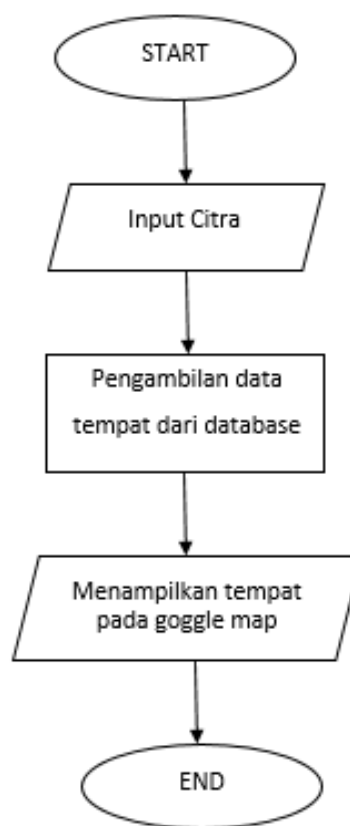 START
Input Citra
Pengambilan data
tempat dari database
Menampilkan tempat
pada goggle map
END